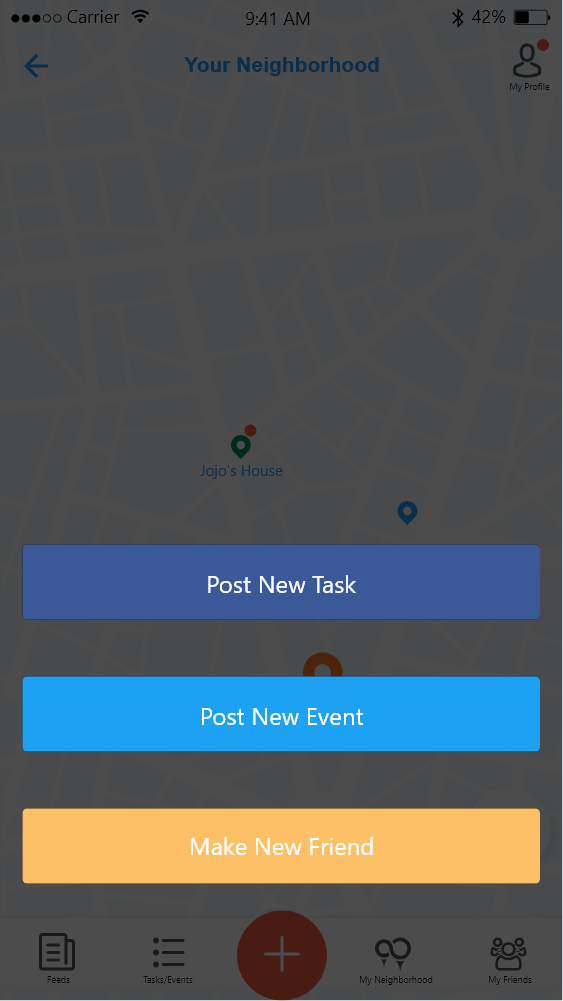 Carrier 9:41 AM 42%
Your Neighborhood
My Profile
Jojo's House
Post New Task
Post New Event
Make New Friend
Feeds Tasks/Events My Neighborhood My Friends